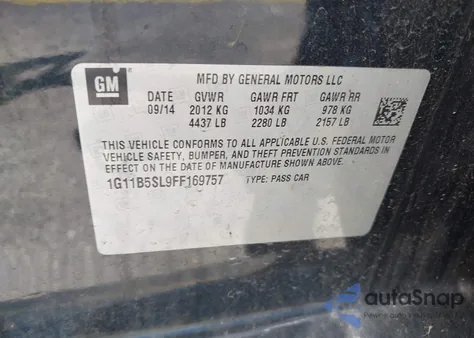 GM
MFD BY GENERAL MOTORS LLC
DATE GVWR GAWR FRT GAWR RR
09/14 2012 KG 1034 KG 978 KG
4437 LB 2280 LB 2157 LB
THIS VEHICLE CONFORMS TO ALL APPLICABLE U.S. FEDERAL MOTOR
VEHICLE SAFETY, BUMPER, AND THEFT PREVENTION STANDARDS
IN EFFECT ON THE DATE OF MANUFACTURE SHOWN ABOVE.
1G11B5SL9FF169757 TYPE: PASS CAR
autoSnap